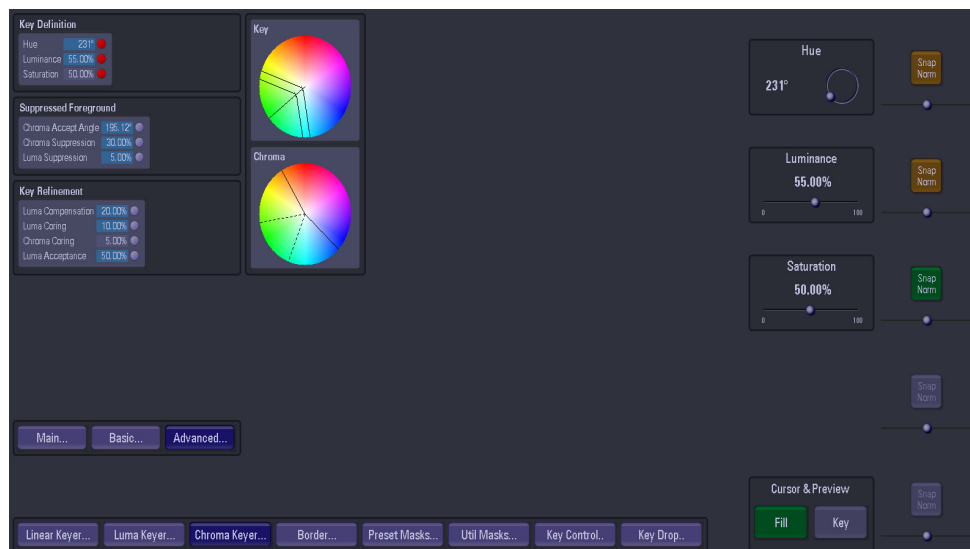 Key Definition
Hue 231°
Luminance 55.00%
Saturation 50.00%
Suppressed Foreground
Chroma Accept Angle 195.12°
Chroma Suppression 30.00%
Luma Suppression 5.00%
Key Refinement
Luma Compensation 20.00%
Luma Coring 10.00%
Chroma Coring 5.00%
Luma Acceptance 50.00%
Key
Chroma
Hue
231°
Snap
Norm
Luminance
55.00%
0 100
Snap
Norm
Saturation
50.00%
0 100
Snap
Norm
Snap
Norm
Main... Basic... Advanced...
Cursor & Preview
Fill Key
Snap
Norm
Linear Keyer... Luma Keyer... Chroma Keyer... Border... Preset Masks... Util Masks... Key Control.. Key Drop..